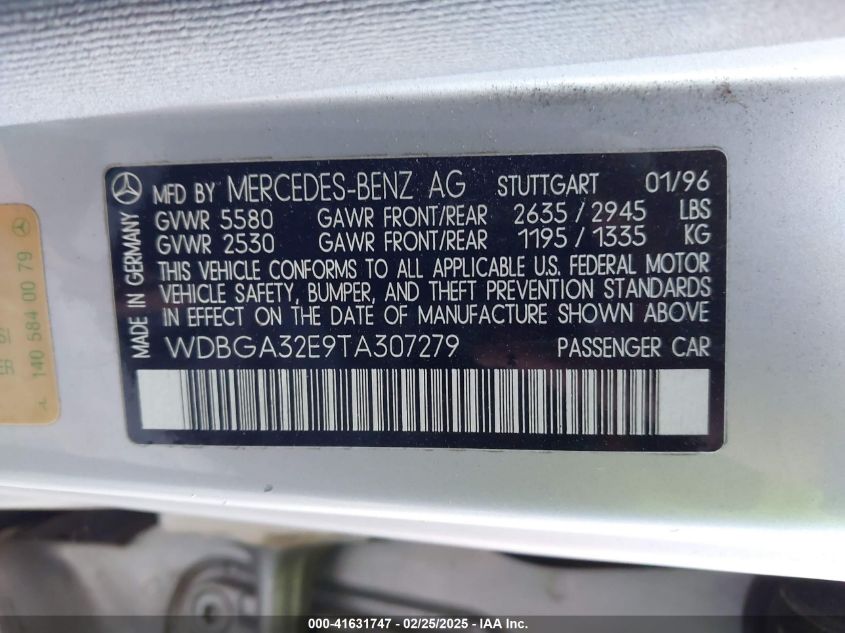 MFD BY MERCEDES-BENZ AG STUTTGART 01/96
GVWR 5580 GAWR FRONT/REAR 2635 / 2945 LBS
GVWR 2530 GAWR FRONT/REAR 1195 / 1335 KG
THIS VEHICLE CONFORMS TO ALL APPLICABLE U.S. FEDERAL MOTOR
VEHICLE SAFETY, BUMPER, AND THEFT PREVENTION STANDARDS
IN EFFECT ON THE DATE OF MANUFACTURE SHOWN ABOVE
WDBGA32E9TA307279 PASSENGER CAR
MADE IN GERMANY
140 584 00 79
000-41631747 - 02/25/2025 - IAA Inc.